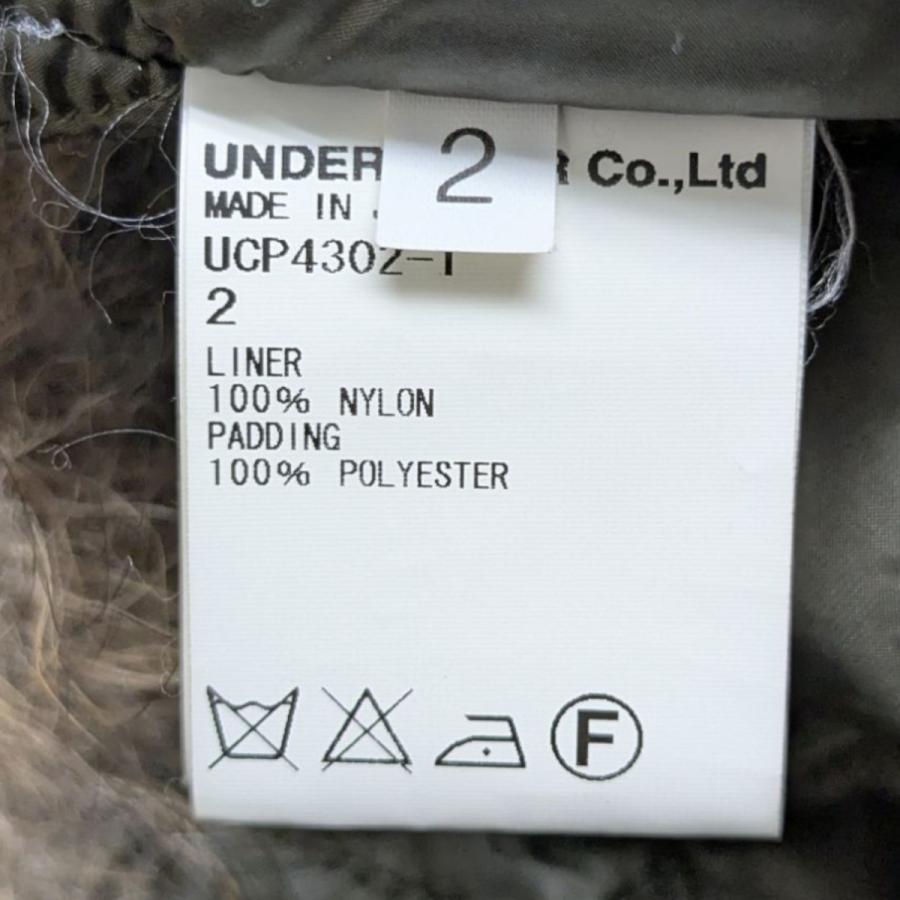 2
UNDER R Co.,Ltd
MADE IN
UCP4302-1
2
LINER
100% NYLON
PADDING
100% POLYESTER
F